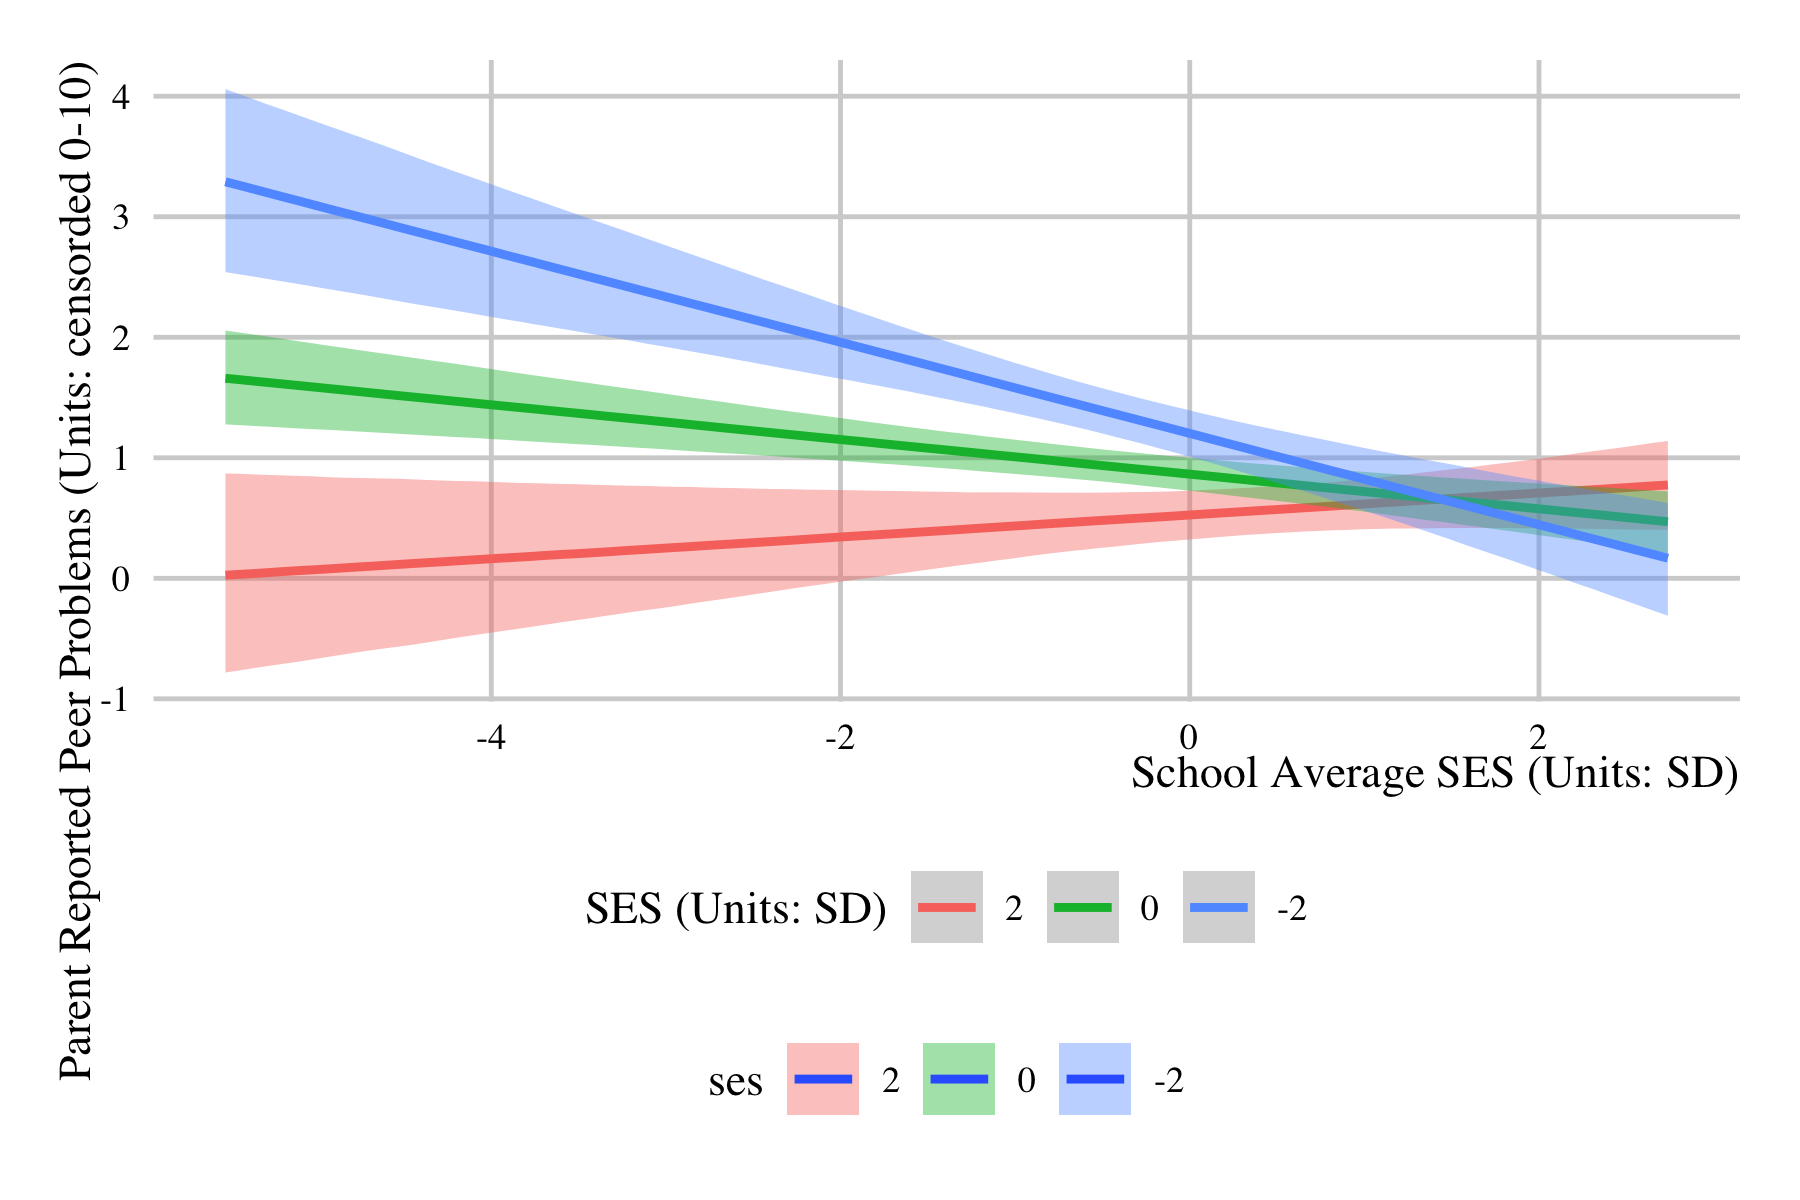 Parent Reported Peer Problems (Units: censorded 0-10)
4
3
2
1
0
-1
-4 -2 0 2
School Average SES (Units: SD)
SES (Units: SD) 2 0 -2
ses 2 0 -2